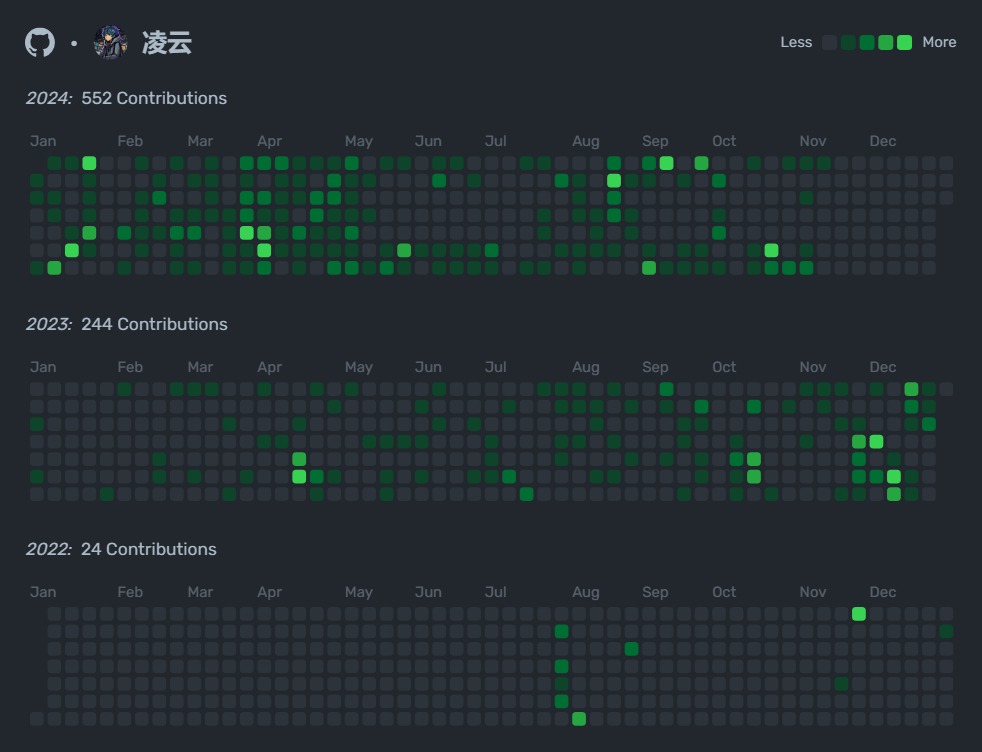 • 凌云
Less More
2024: 552 Contributions
Jan Feb Mar Apr May Jun Jul Aug Sep Oct Nov Dec
2023: 244 Contributions
Jan Feb Mar Apr May Jun Jul Aug Sep Oct Nov Dec
2022: 24 Contributions
Jan Feb Mar Apr May Jun Jul Aug Sep Oct Nov Dec